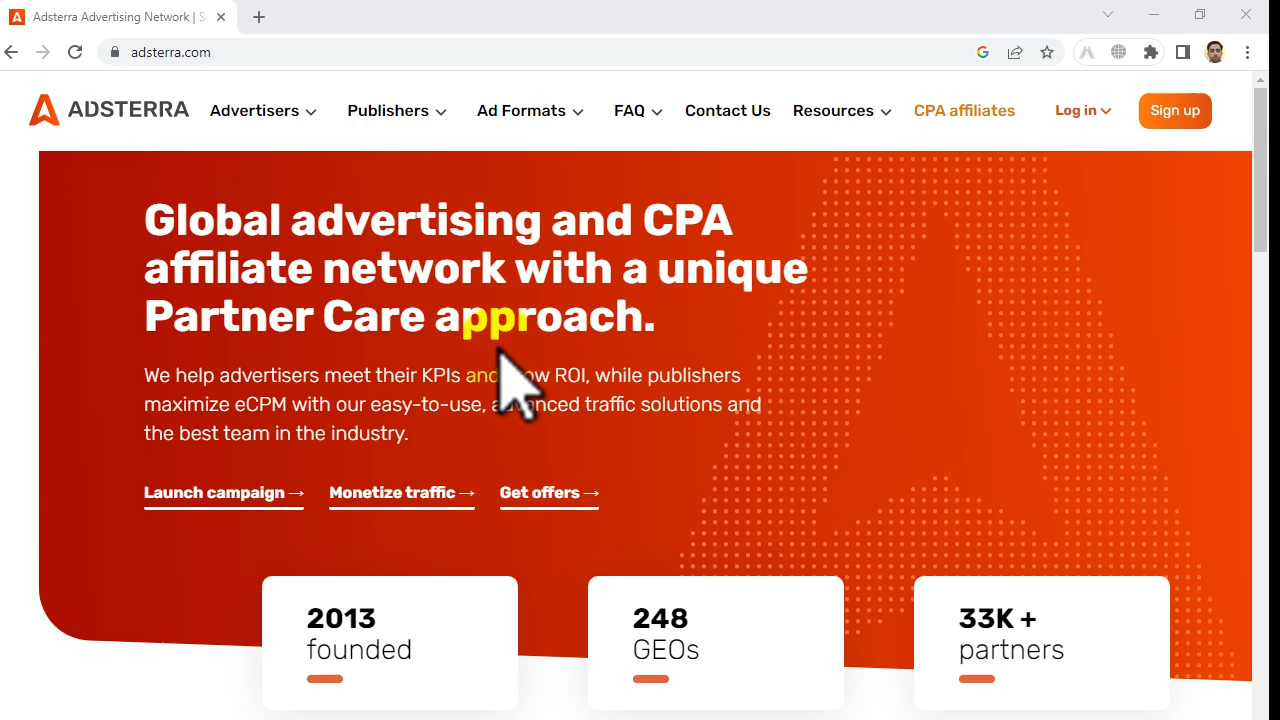 Adsterra Advertising Network | S
adsterra.com
ADSTERRA
Advertisers
Publishers
Ad Formats
FAQ
Contact Us
Resources
CPA affiliates
Log in
Sign up
Global advertising and CPA
affiliate network with a unique
Partner Care approach.
We help advertisers meet their KPIs and ow ROI, while publishers
maximize eCPM with our easy-to-use, advanced traffic solutions and
the best team in the industry.
Launch campaign →
Monetize traffic →
Get offers →
2013
founded
248
GEOs
33K +
partners